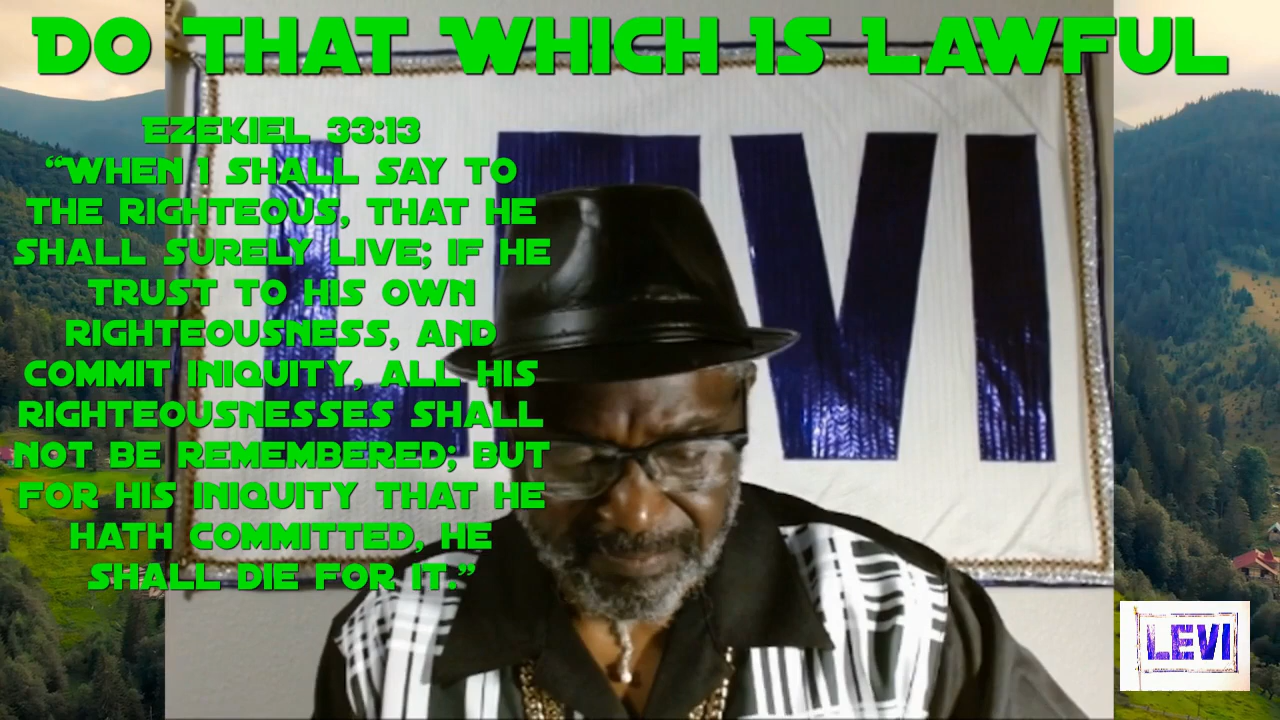 Do That Which Is Lawful
Ezekiel 33:13
“When I shall say to
the righteous, that he
shall surely live; if he
trust to his own
righteousness, and
commit iniquity, all his
righteousnesses shall
not be remembered; but
for his iniquity that he
hath committed, he
shall die for it.”
LEVI
LEVI